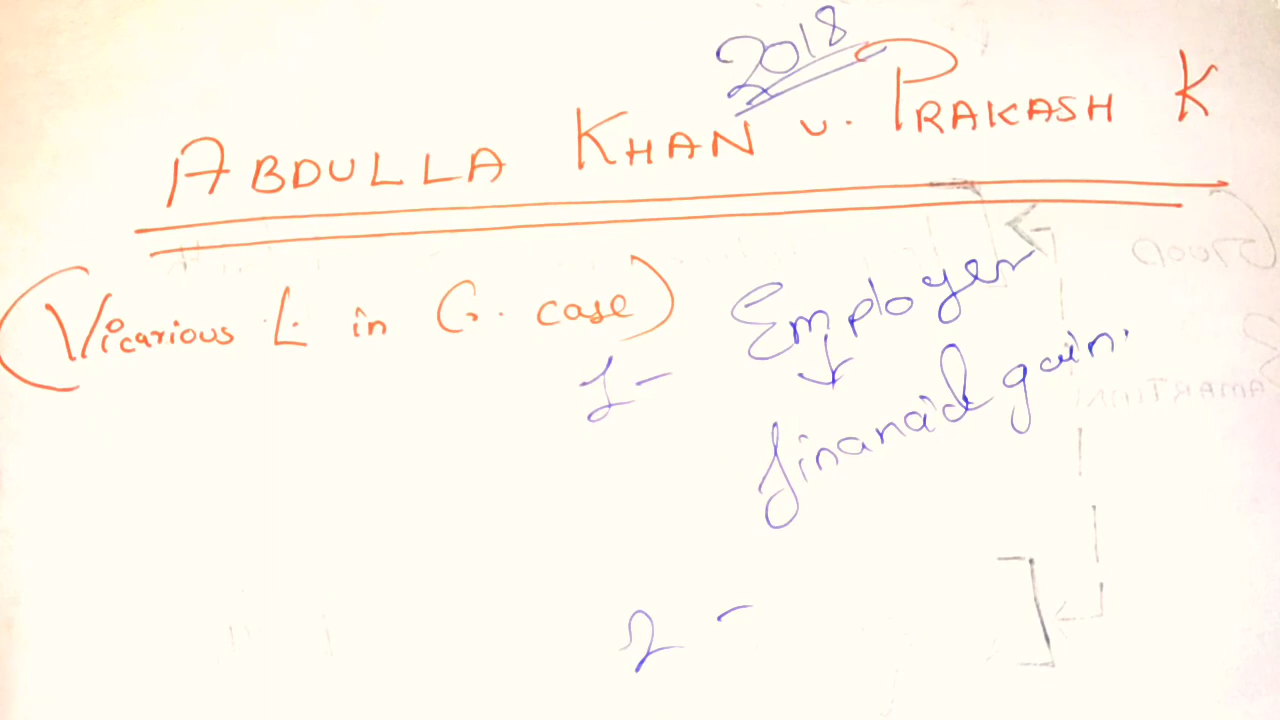 2018
ABDULLA KHAN v. PRAKASH K
(Vicarious L. in G. case)
1- Employer
financial gain.
2 -